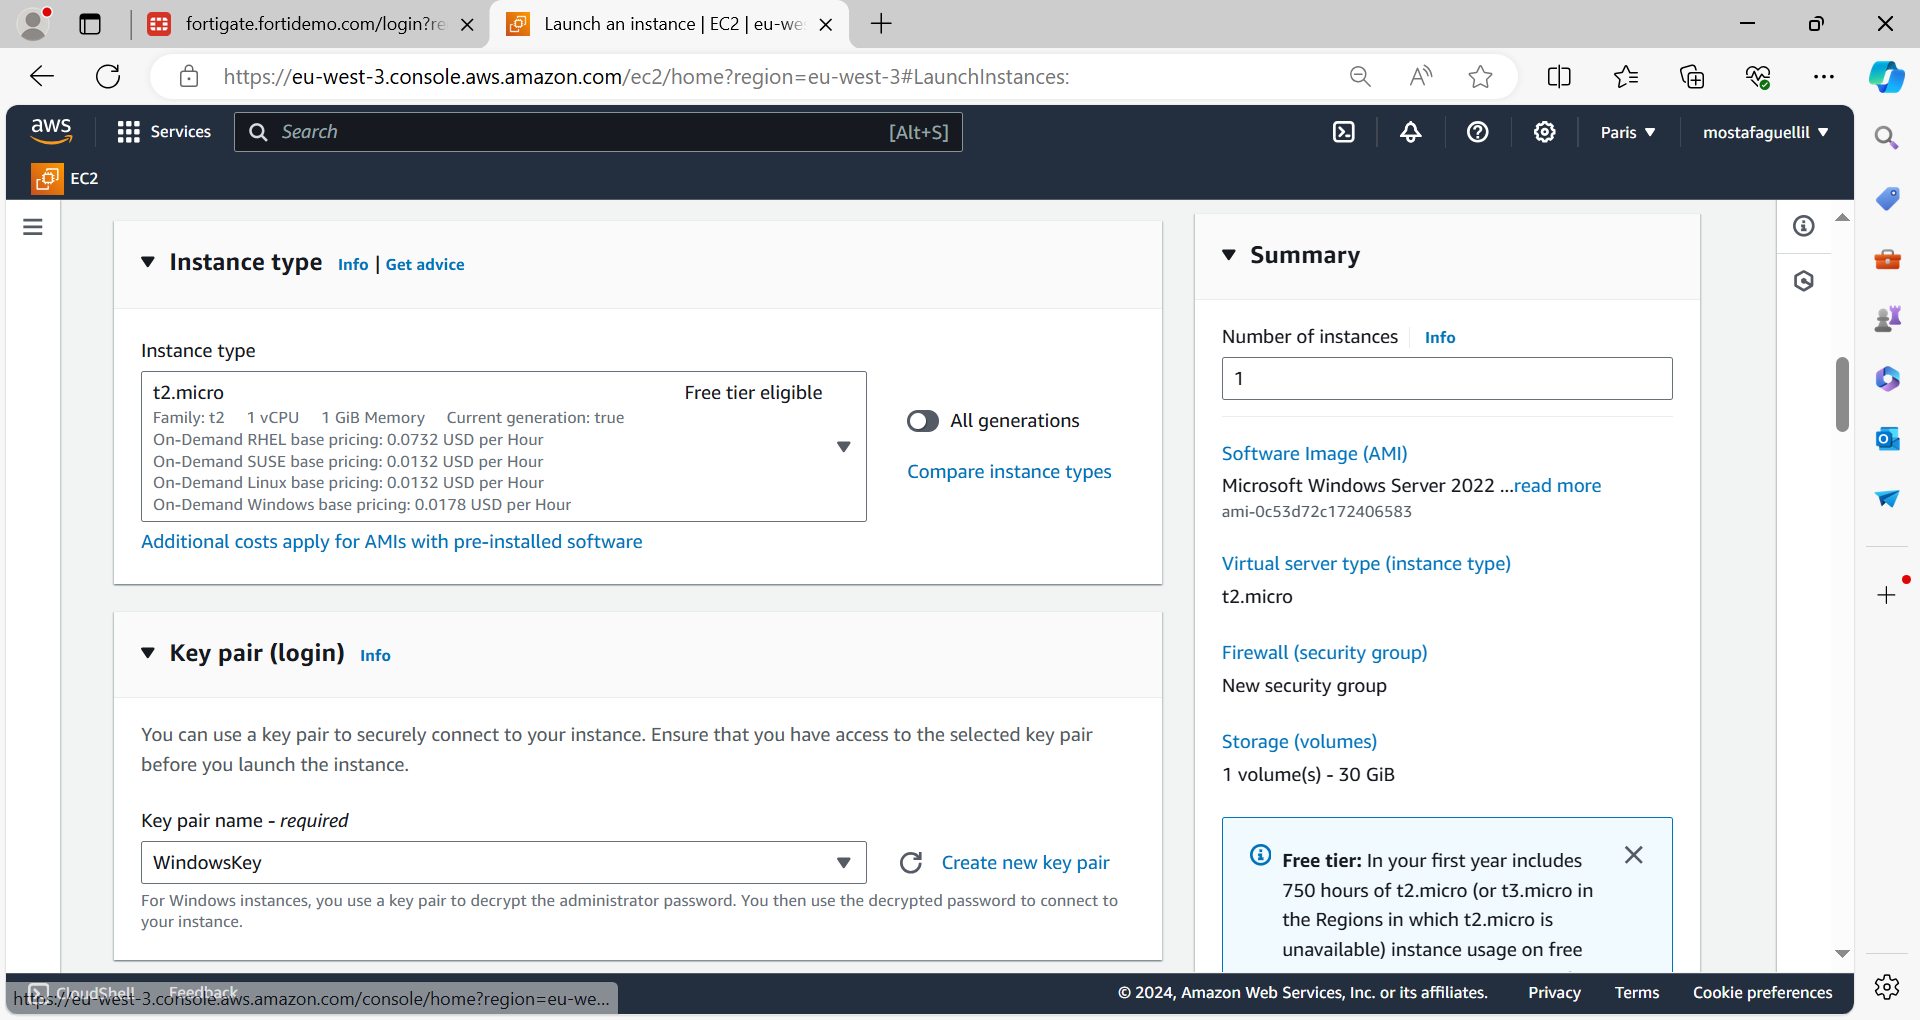 fortigate.fortidemo.com/login?re
Launch an instance | EC2 | eu-we
https://eu-west-3.console.aws.amazon.com/ec2/home?region=eu-west-3#LaunchInstances:
aws
Services
Search
[Alt+S]
Paris
mostafaguellil
EC2
Instance type
Info | Get advice
Instance type
t2.micro
Free tier eligible
Family: t2 1 vCPU 1 GiB Memory Current generation: true
On-Demand RHEL base pricing: 0.0732 USD per Hour
On-Demand SUSE base pricing: 0.0132 USD per Hour
On-Demand Linux base pricing: 0.0132 USD per Hour
On-Demand Windows base pricing: 0.0178 USD per Hour
All generations
Compare instance types
Additional costs apply for AMIs with pre-installed software
Key pair (login) Info
You can use a key pair to securely connect to your instance. Ensure that you have access to the selected key pair
before you launch the instance.
Key pair name - required
WindowsKey
Create new key pair
For Windows instances, you use a key pair to decrypt the administrator password. You then use the decrypted password to connect to
your instance.
Summary
Number of instances
Info
1
Software Image (AMI)
Microsoft Windows Server 2022 ...read more
ami-0c53d72c172406583
Virtual server type (instance type)
t2.micro
Firewall (security group)
New security group
Storage (volumes)
1 volume(s) - 30 GiB
Free tier: In your first year includes
750 hours of t2.micro (or t3.micro in
the Regions in which t2.micro is
unavailable) instance usage on free
CloudShell
Feedback
https://eu-west-3.console.aws.amazon.com/console/home?region=eu-we...
© 2024, Amazon Web Services, Inc. or its affiliates.
Privacy
Terms
Cookie preferences